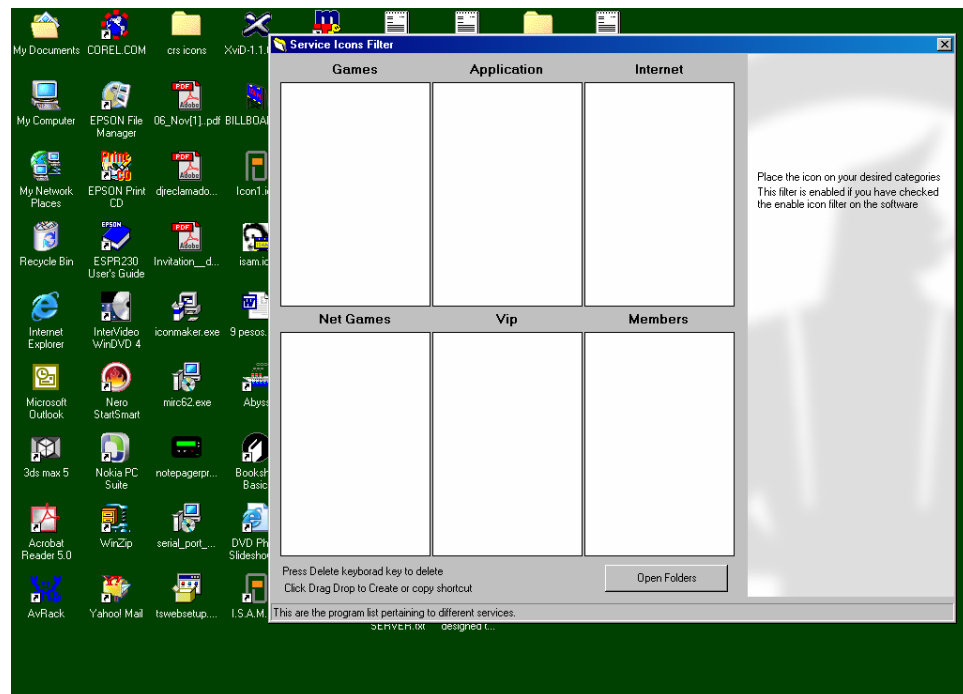 My Documents
COREL.COM
crs icons
XviD-1.1.
My Computer
EPSON File
Manager
06_Nov[1]..pdf
BILLBOA
My Network
Places
EPSON Print
CD
djreclamado...
Icon1.i
Recycle Bin
ESPR230
User's Guide
Invitation__d...
isam.ic
Internet
Explorer
InterVideo
WinDVD 4
iconmaker.exe
9 pesos.
Microsoft
Outlook
Nero
StartSmart
mirc62.exe
Abyss
3ds max 5
Nokia PC
Suite
notepagerpr...
Booksh
Basic
Acrobat
Reader 5.0
WinZip
serial_port_...
DVD Ph
Slidesho
AvRack
Yahoo! Mail
tswebsetup....
I.S.A.M.
Service Icons Filter
Games
Application
Internet
Net Games
Vip
Members
Place the icon on your desired categories
This filter is enabled if you have checked
the enable icon filter on the software
Press Delete keyborad key to delete
Click Drag Drop to Create or copy shortcut
Open Folders
This are the program list pertaining to different services.
SERVER.txt
designed t...